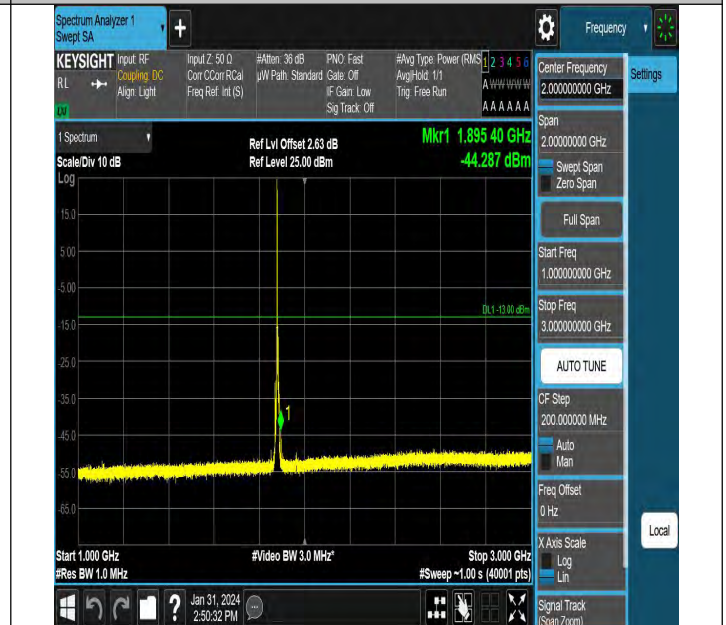 Spectrum Analyzer 1
Swept SA
+
Frequency
KEYSIGHT
RL
Input: RF
Coupling: DC
Align: Light
Input Z: 50 Ω
Corr CCorr RCal
Freq Ref: Int (S)
#Atten: 36 dB
µW Path: Standard
PNO: Fast
Gate: Off
IF Gain: Low
Sig Track: Off
#Avg Type: Power (RMS
Avg|Hold: 1/1
Trig: Free Run
1 2 3 4 5 6
A W W W W W
A A A A A A
1 Spectrum
Scale/Div 10 dB
Log
Ref Lvl Offset 2.63 dB
Ref Level 25.00 dBm
Mkr1 1.895 40 GHz
-44.287 dBm
15.0
5.00
-5.00
-15.0
-25.0
-35.0
-45.0
-55.0
-65.0
DL1 -13.00 dBm
1
Start 1.000 GHz
#Res BW 1.0 MHz
#Video BW 3.0 MHz*
Stop 3.000 GHz
#Sweep ~1.00 s (40001 pts)
Center Frequency
2.000000000 GHz
Settings
Span
2.00000000 GHz
Swept Span
Zero Span
Full Span
Start Freq
1.000000000 GHz
Stop Freq
3.000000000 GHz
AUTO TUNE
CF Step
200.000000 MHz
Auto
Man
Freq Offset
0 Hz
X Axis Scale
Log
Lin
Local
Signal Track
(Span Zoom)
?
Jan 31, 2024
2:50:32 PM